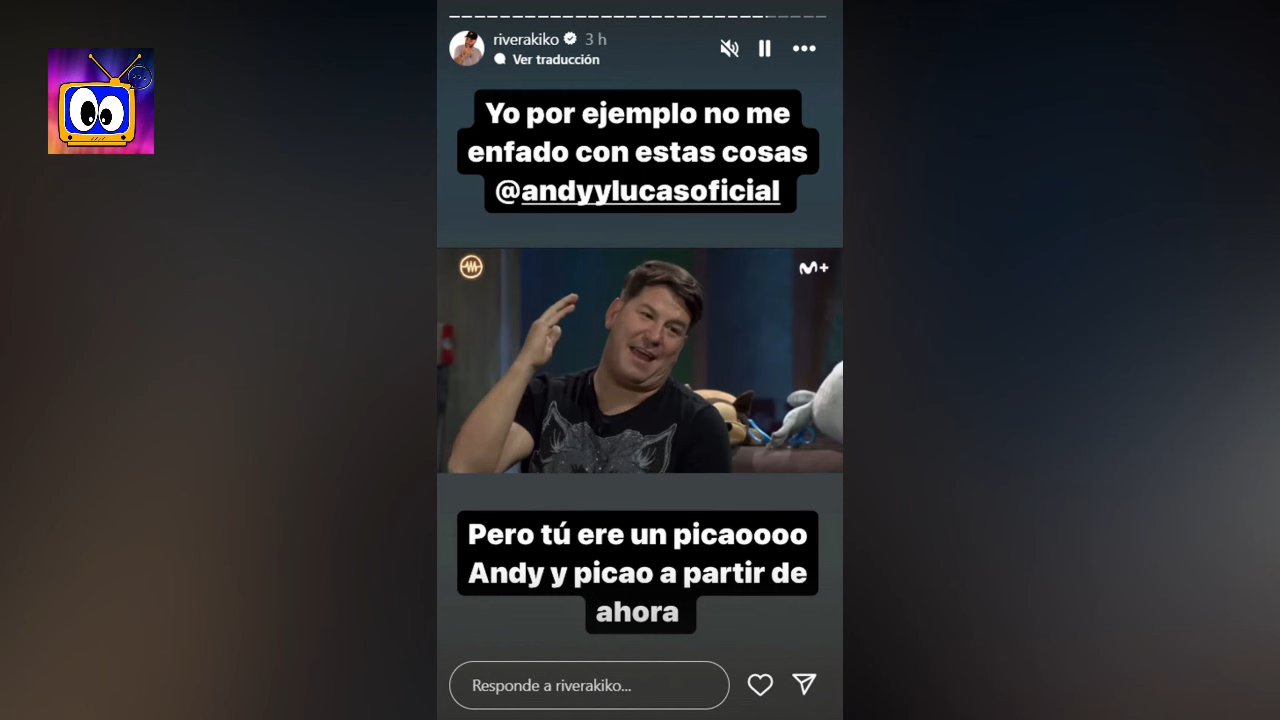 riverakiko 3 h
Ver traducción
Yo por ejemplo no me
enfado con estas cosas
@andyylucasoficial
M+
Pero tú ere un picaoooo
Andy y picao a partir de
ahora
Responde a riverakiko...